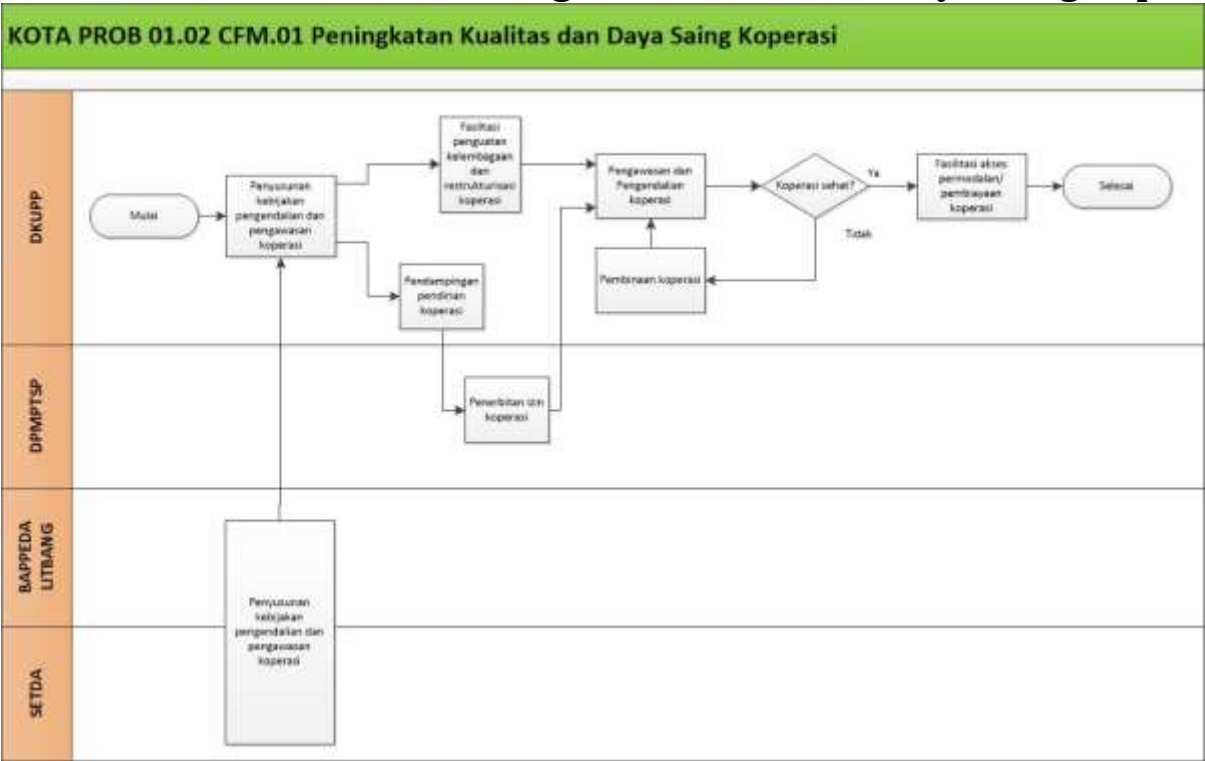 KOTA PROB 01.02 CFM.01 Peningkatan Kualitas dan Daya Saing Koperasi
DKUPP
Mulai
Penyusunan
kebijakan
pengendalian dan
pengawasan
koperasi
Fasilitasi
penguatan
kelembagaan
dan
restrukturisasi
koperasi
Pendampingan
pendirian
koperasi
Pengawasan dan
Pengendalian
koperasi
Koperasi sehat?
Ya
Tidak
Pembinaan koperasi
Fasilitasi akses
permodalan/
pembiayaan
koperasi
Selesai
DPMPTSP
Penerbitan izin
koperasi
BAPPEDA
LITBANG
SETDA
Penyusunan
kebijakan
pengendalian dan
pengawasan
koperasi